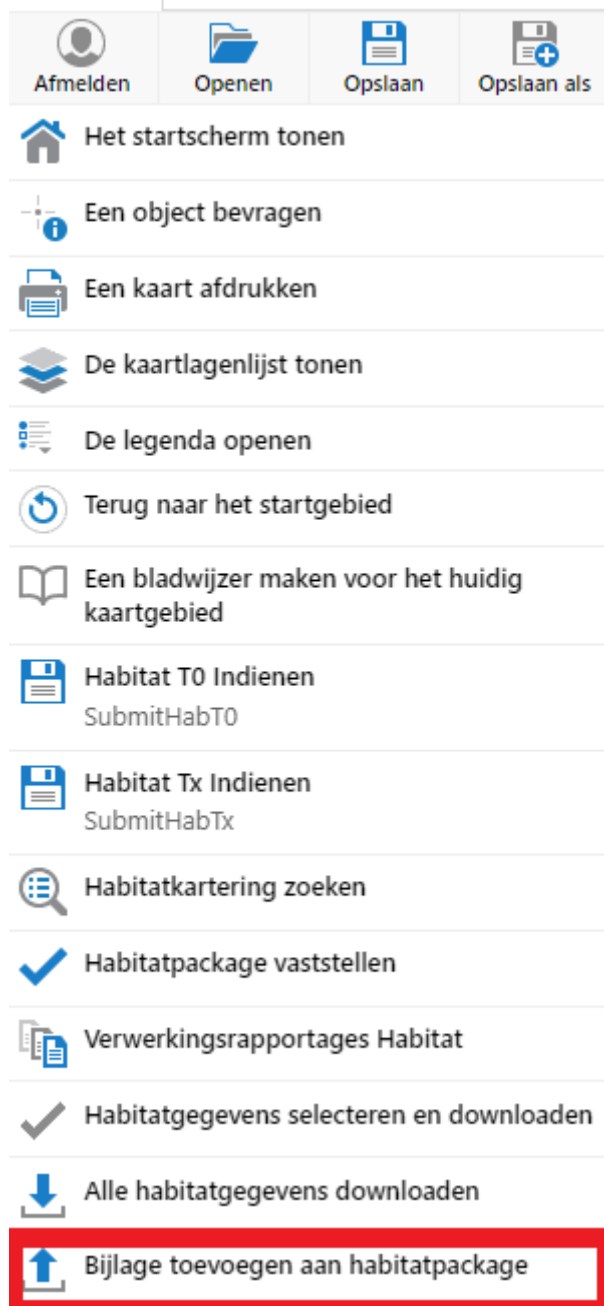 Afmelden Openen Opslaan Opslaan als
Het startscherm tonen
Een object bevragen
Een kaart afdrukken
De kaartlagenlijst tonen
De legenda openen
Terug naar het startgebied
Een bladwijzer maken voor het huidig
kaartgebied
Habitat T0 Indienen
SubmitHabT0
Habitat Tx Indienen
SubmitHabTx
Habitatkartering zoeken
Habitatpackage vaststellen
Verwerkingsrapportages Habitat
Habitatgegevens selecteren en downloaden
Alle habitatgegevens downloaden
Bijlage toevoegen aan habitatpackage